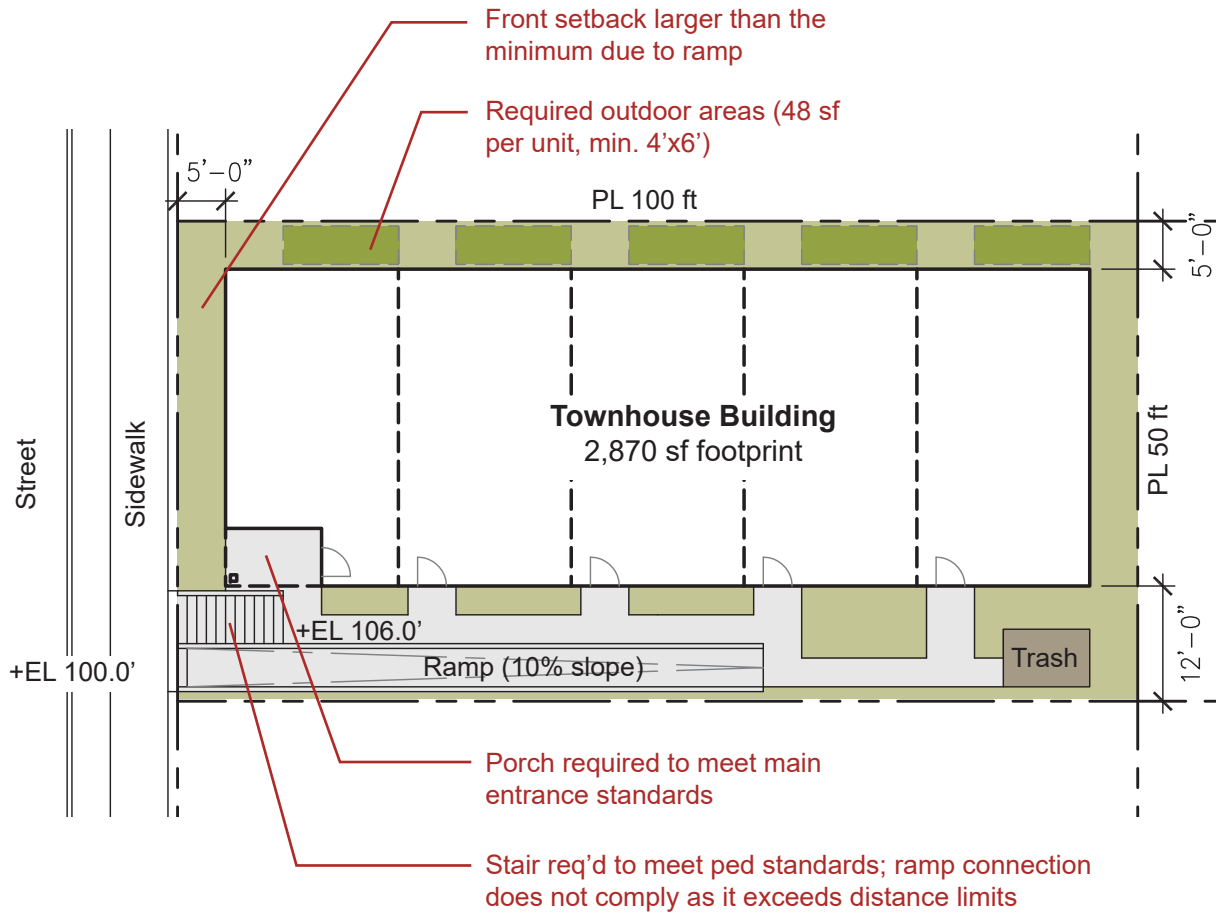 Front setback larger than the
minimum due to ramp
Required outdoor areas (48 sf
per unit, min. 4’x6’)
5’–0”
PL 100 ft
5’–0”
Townhouse Building
2,870 sf footprint
PL 50 ft
Street
Sidewalk
+EL 106.0’
+EL 100.0’
Ramp (10% slope)
Trash
12’–0”
Porch required to meet main
entrance standards
Stair req’d to meet ped standards; ramp connection
does not comply as it exceeds distance limits